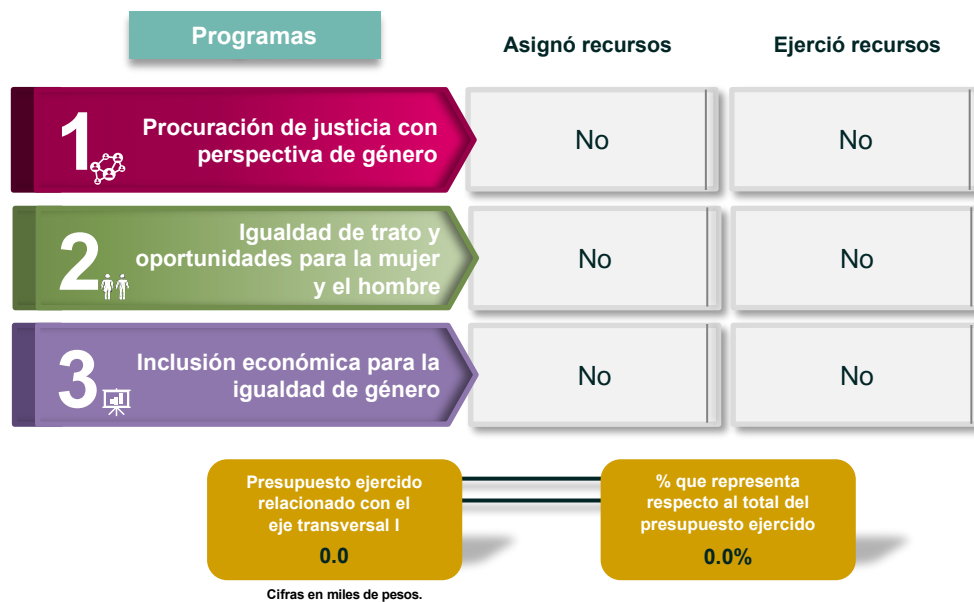 Programas
Asignó recursos
Ejerció recursos
1
Procuración de justicia con
perspectiva de género
No
No
2
Igualdad de trato y
oportunidades para la mujer
y el hombre
No
No
3
Inclusión económica para la
igualdad de género
No
No
Presupuesto ejercido
relacionado con el
eje transversal I
0.0
% que representa
respecto al total del
presupuesto ejercido
0.0%
Cifras en miles de pesos.